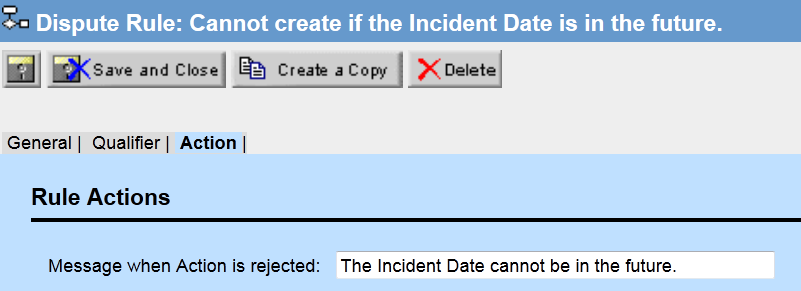 Dispute Rule: Cannot create if the Incident Date is in the future.
? Save and Close Create a Copy Delete
General | Qualifier | Action |
Rule Actions
Message when Action is rejected: The Incident Date cannot be in the future.